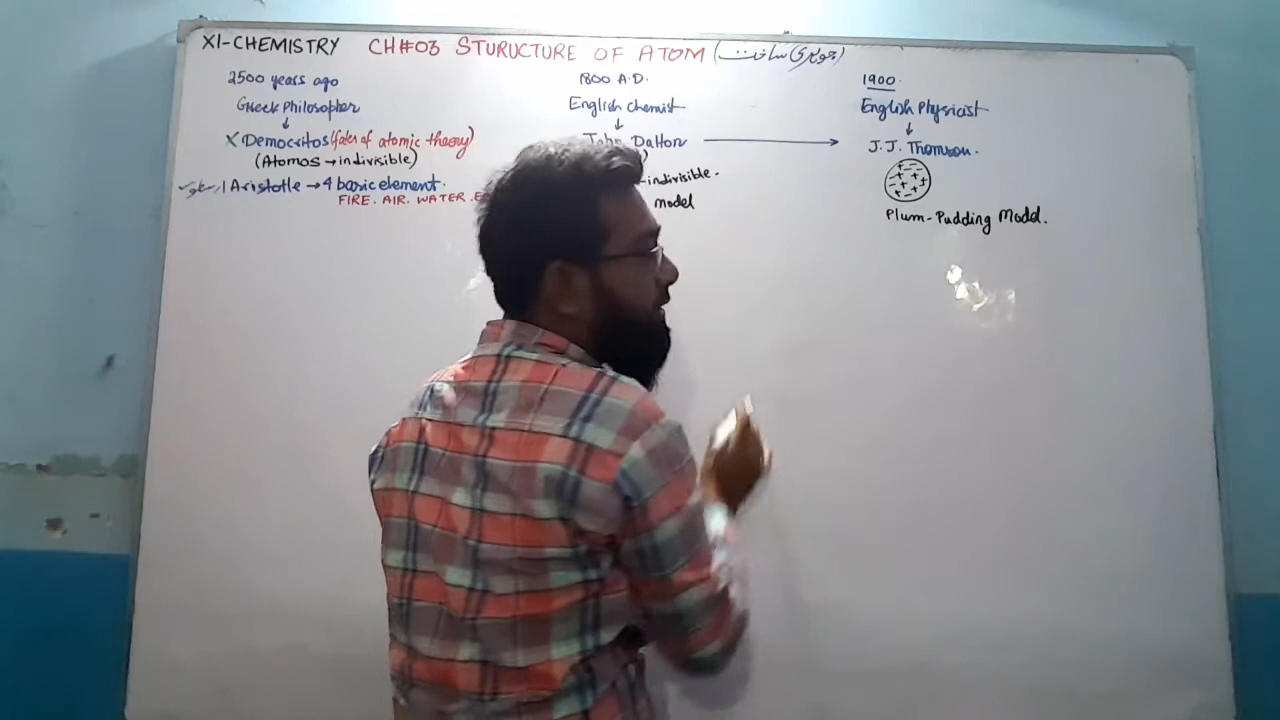 XI-CHEMISTRY CH#03 STURUCTURE OF ATOM (جوہری ساخت)
2500 years ago
Greek Philosopher
↓
X Democritos (fater of atomic theory)
(Atomos → indivisible)
Aristotle → 4 basic element.
FIRE. AIR. WATER.
1800 A.D.
English chemist
↓
John Dalton →
indivisible.
model
1900
English Physicist
↓
J.J. Thomson.
Plum-Pudding Model.